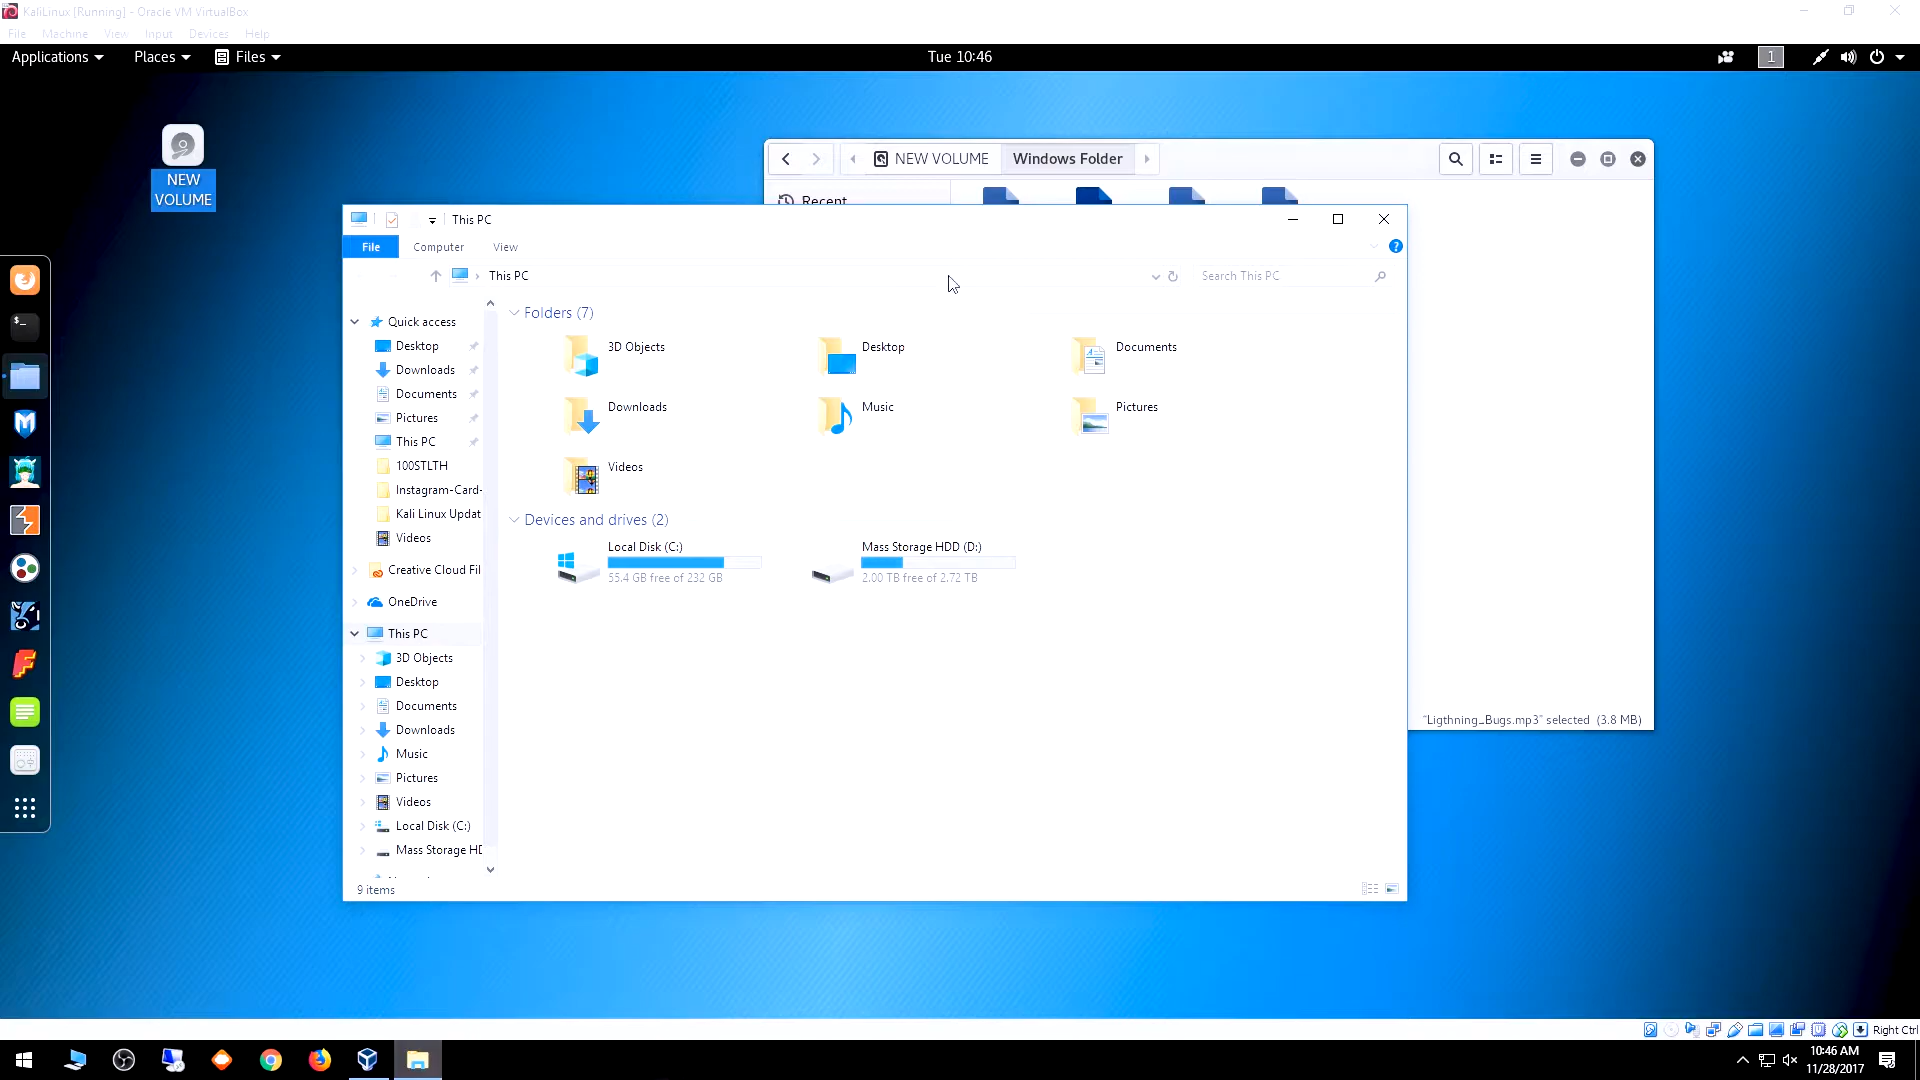 KaliLinux [Running] - Oracle VM VirtualBox
File Machine View Input Devices Help
Applications Places Files Tue 10:46 1
NEW
VOLUME
NEW VOLUME Windows Folder
Recent
This PC
File Computer View
This PC Search This PC
Quick access
Desktop
Downloads
Documents
Pictures
This PC
100STLTH
Instagram-Card-
Kali Linux Updat
Videos
Creative Cloud Fil
OneDrive
This PC
3D Objects
Desktop
Documents
Downloads
Music
Pictures
Videos
Local Disk (C:)
Mass Storage HD
9 items
Folders (7)
3D Objects Desktop Documents
Downloads Music Pictures
Videos
Devices and drives (2)
Local Disk (C:)
55.4 GB free of 232 GB
Mass Storage HDD (D:)
2.00 TB free of 2.72 TB
"Ligthning_Bugs.mp3" selected (3.8 MB)
Right Ctrl
10:46 AM
11/28/2017